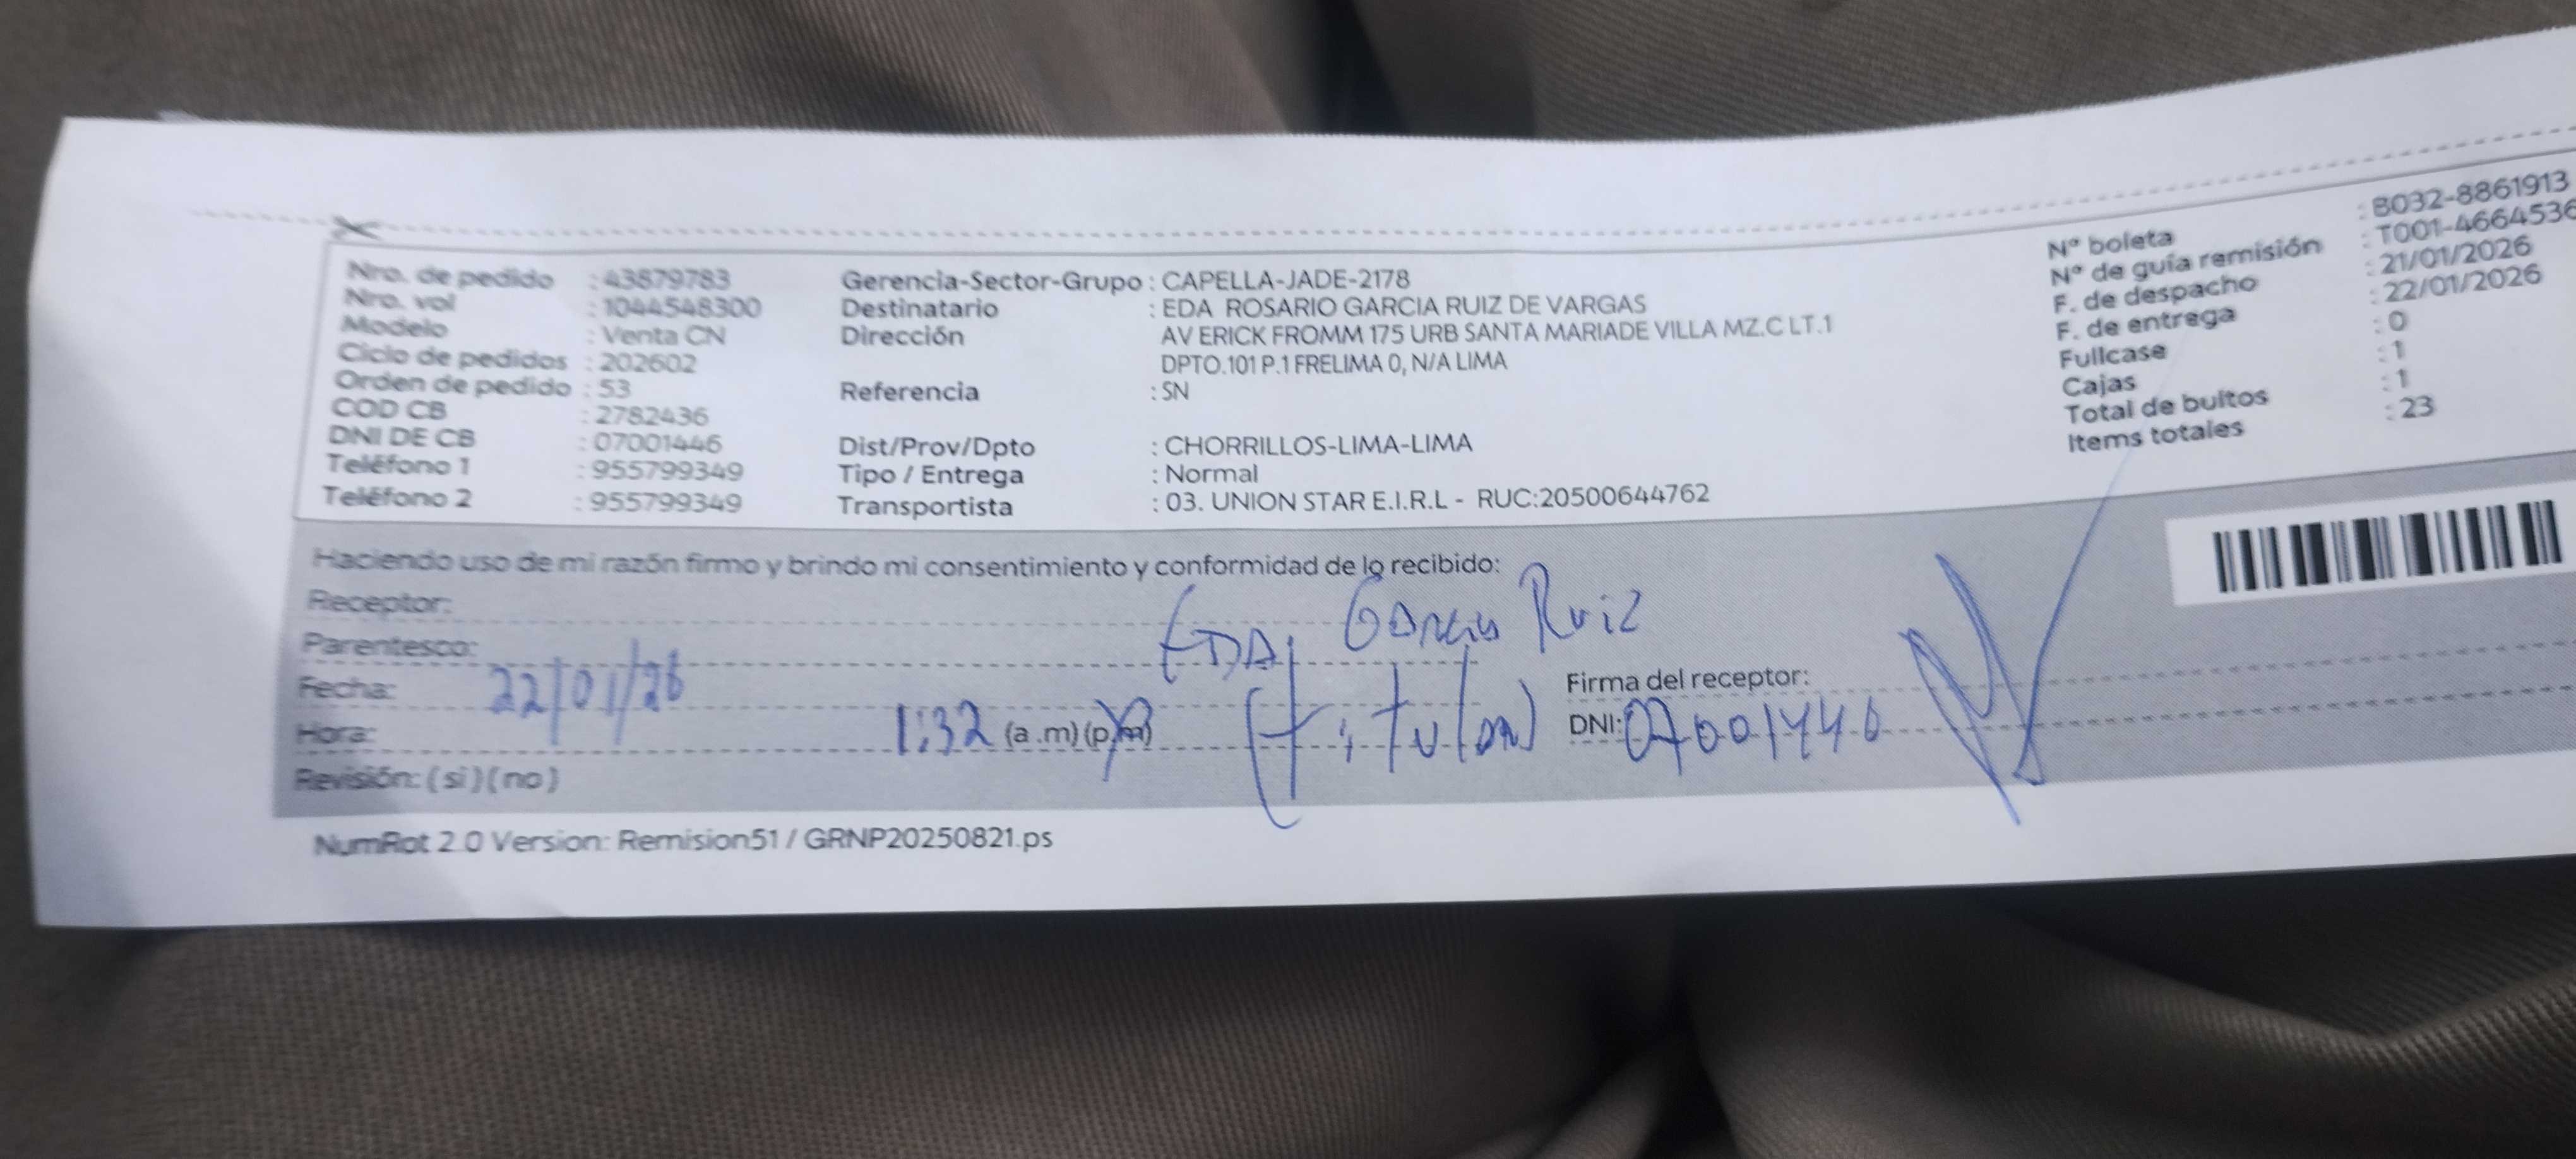 Nro. de pedido : 43879783 Gerencia-Sector-Grupo : CAPELLA-JADE-2178 N° boleta : B032-8861913
Nro. vol : 1044548300 Destinatario : EDA ROSARIO GARCIA RUIZ DE VARGAS N° de guía remisión : T001-4664536
Modelo : Venta CN Dirección AV ERICK FROMM 175 URB SANTA MARIADE VILLA MZ.C LT.1 F. de despacho : 21/01/2026
Ciclo de pedidos : 202602 DPTO.101 P.1 FRELIMA 0, N/A LIMA F. de entrega : 22/01/2026
Orden de pedido : 53 Referencia : SN Fullcase : 0
COD CB : 2782436 Cajas : 1
DNI DE CB : 07001446 Dist/Prov/Dpto : CHORRILLOS-LIMA-LIMA Total de bultos : 1
Teléfono 1 : 955799349 Tipo / Entrega : Normal Items totales : 23
Teléfono 2 : 955799349 Transportista : 03. UNION STAR E.I.R.L - RUC:20500644762
Haciendo uso de mi razón firmo y brindo mi consentimiento y conformidad de lo recibido:
Receptor: EDA Garcia Ruiz
Parentesco: (titular)
Fecha: 22/01/26 Firma del receptor:
Hora: 1:32 (a .m) (p.m) DNI: 07001446
Revisión: ( si ) ( no )
NumRot 2.0 Version: Remision51 / GRNP20250821.ps